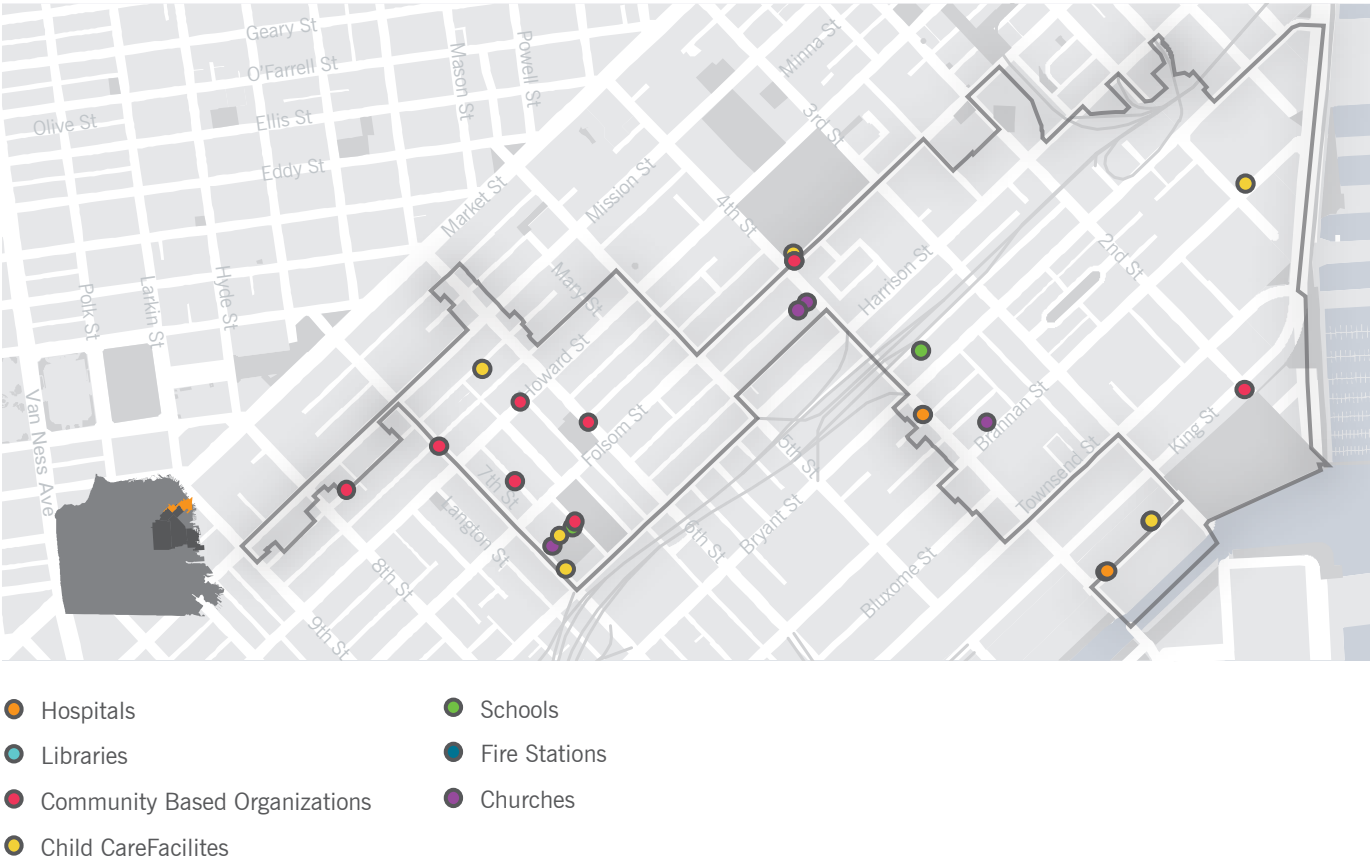 Geary St
O'Farrell St
Mason St
Powell St
Minna St
Olive St
Ellis St
3rd St
Eddy St
Market St
Mission St
4th St
2nd St
Polk St
Larkin St
Hyde St
Mary St
Harrison St
Howard St
Van Ness Ave
Folsom St
Brannan St
King St
5th St
7th St
Townsend St
Langton St
6th St
Bryant St
8th St
Bluxome St
9th St
Hospitals
Libraries
Community Based Organizations
Child CareFacilites
Schools
Fire Stations
Churches